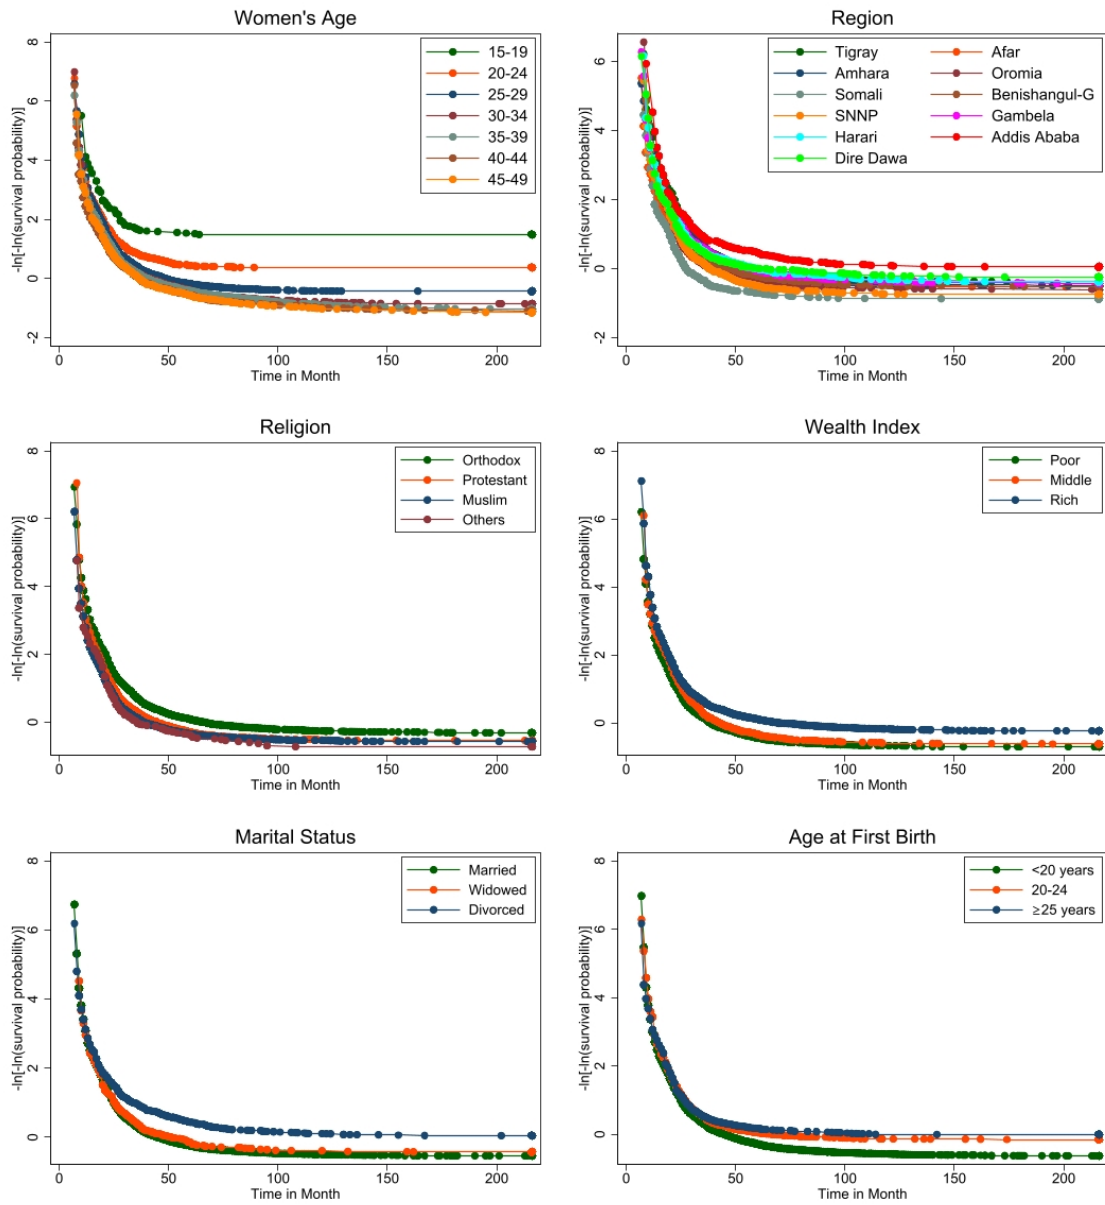 Women's Age
-ln[-ln(survival probability)]
8
6
4
2
0
-2
15-19
20-24
25-29
30-34
35-39
40-44
45-49
0 50 100 150 200
Time in Month
Region
-ln[-ln(survival probability)]
6
4
2
0
-2
Tigray Afar
Amhara Oromia
Somali Benishangul-G
SNNP Gambela
Harari Addis Ababa
Dire Dawa
0 50 100 150 200
Time in Month
Religion
-ln[-ln(survival probability)]
8
6
4
2
0
Orthodox
Protestant
Muslim
Others
0 50 100 150 200
Time in Month
Wealth Index
-ln[-ln(survival probability)]
8
6
4
2
0
Poor
Middle
Rich
0 50 100 150 200
Time in Month
Marital Status
-ln[-ln(survival probability)]
8
6
4
2
0
Married
Widowed
Divorced
0 50 100 150 200
Time in Month
Age at First Birth
-ln[-ln(survival probability)]
8
6
4
2
0
<20 years
20-24
≥25 years
0 50 100 150 200
Time in Month